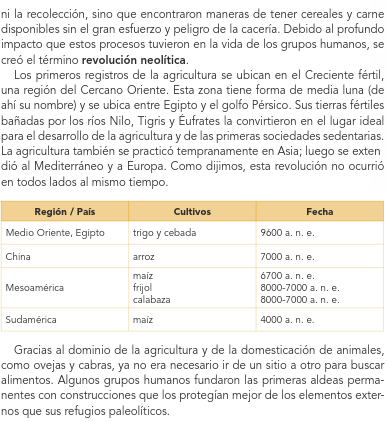 ni la recolección, sino que encontraron maneras de tener cereales y carne
disponibles sin el gran esfuerzo y peligro de la cacería. Debido al profundo
impacto que estos procesos tuvieron en la vida de los grupos humanos, se
creó el término revolución neolítica.
Los primeros registros de la agricultura se ubican en el Creciente fértil,
una región del Cercano Oriente. Esta zona tiene forma de media luna (de
ahí su nombre) y se ubica entre Egipto y el golfo Pérsico. Sus tierras fértiles
bañadas por los ríos Nilo, Tigris y Éufrates la convirtieron en el lugar ideal
para el desarrollo de la agricultura y de las primeras sociedades sedentarias.
La agricultura también se practicó tempranamente en Asia; luego se exten
dió al Mediterráneo y a Europa. Como dijimos, esta revolución no ocurrió
en todos lados al mismo tiempo.
Región / País Cultivos Fecha
Medio Oriente, Egipto trigo y cebada 9600 a. n. e.
China arroz 7000 a. n. e.
Mesoamérica maíz 6700 a. n. e.
frijol 8000-7000 a. n. e.
calabaza 8000-7000 a. n. e.
Sudamérica maíz 4000 a. n. e.
Gracias al dominio de la agricultura y de la domesticación de animales,
como ovejas y cabras, ya no era necesario ir de un sitio a otro para buscar
alimentos. Algunos grupos humanos fundaron las primeras aldeas perma-
nentes con construcciones que los protegían mejor de los elementos exter-
nos que sus refugios paleolíticos.